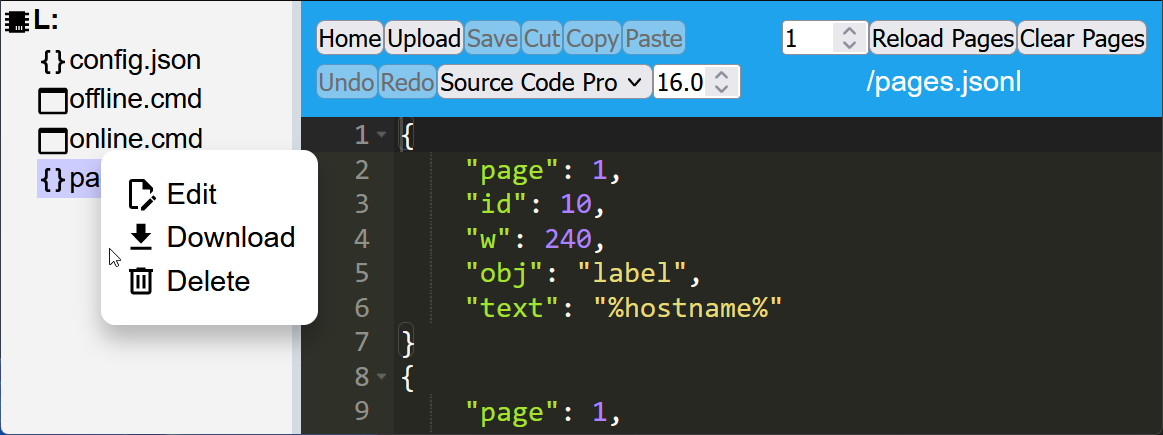 L:
{}config.json
offline.cmd
online.cmd
{}pa
Edit
Download
Delete
Home Upload Save Cut Copy Paste 1 Reload Pages Clear Pages
Undo Redo Source Code Pro 16.0 /pages.jsonl
1 {
2 "page": 1,
3 "id": 10,
4 "w": 240,
5 "obj": "label",
6 "text": "%hostname%"
7 }
8 {
9 "page": 1,